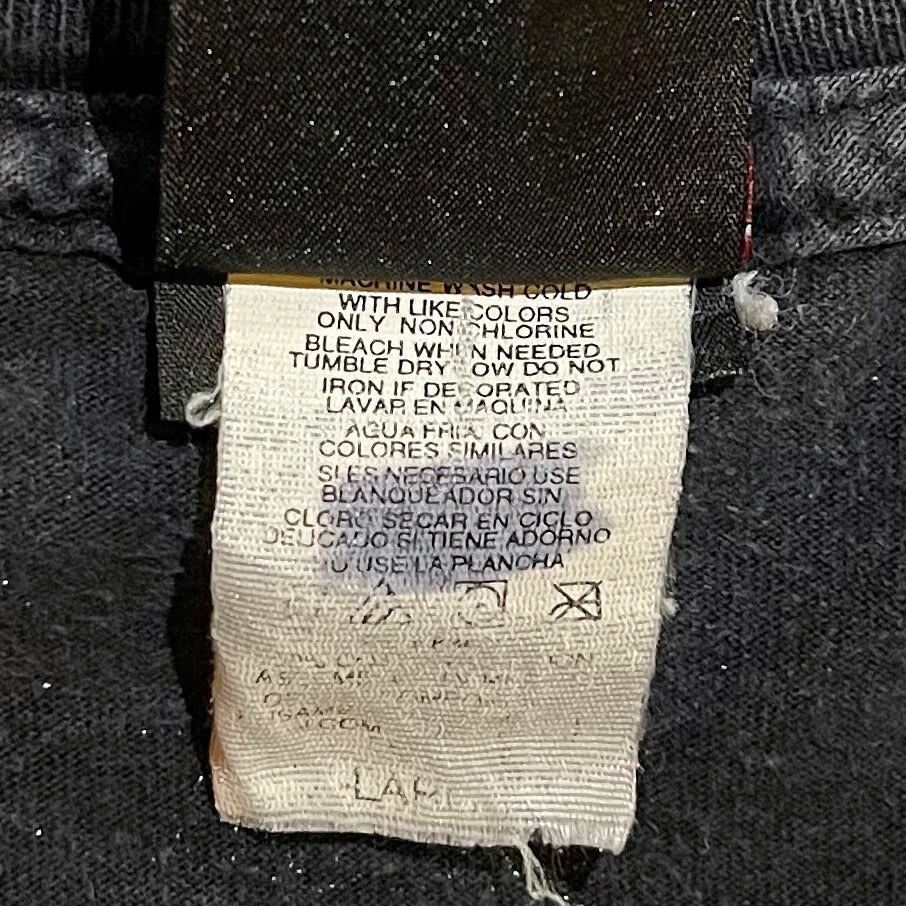 MACHINE WASH COLD
WITH LIKE COLORS
ONLY NON CHLORINE
BLEACH WHEN NEEDED
TUMBLE DRY LOW DO NOT
IRON IF DECORATED
LAVAR EN MAQUINA
AGUA FRIA CON
COLORES SIMILARES
SI ES NECESARIO USE
BLANQUEADOR SIN
CLORO SECAR EN CICLO
DELICADO SI TIENE ADORNO
USE LA PLANCHA